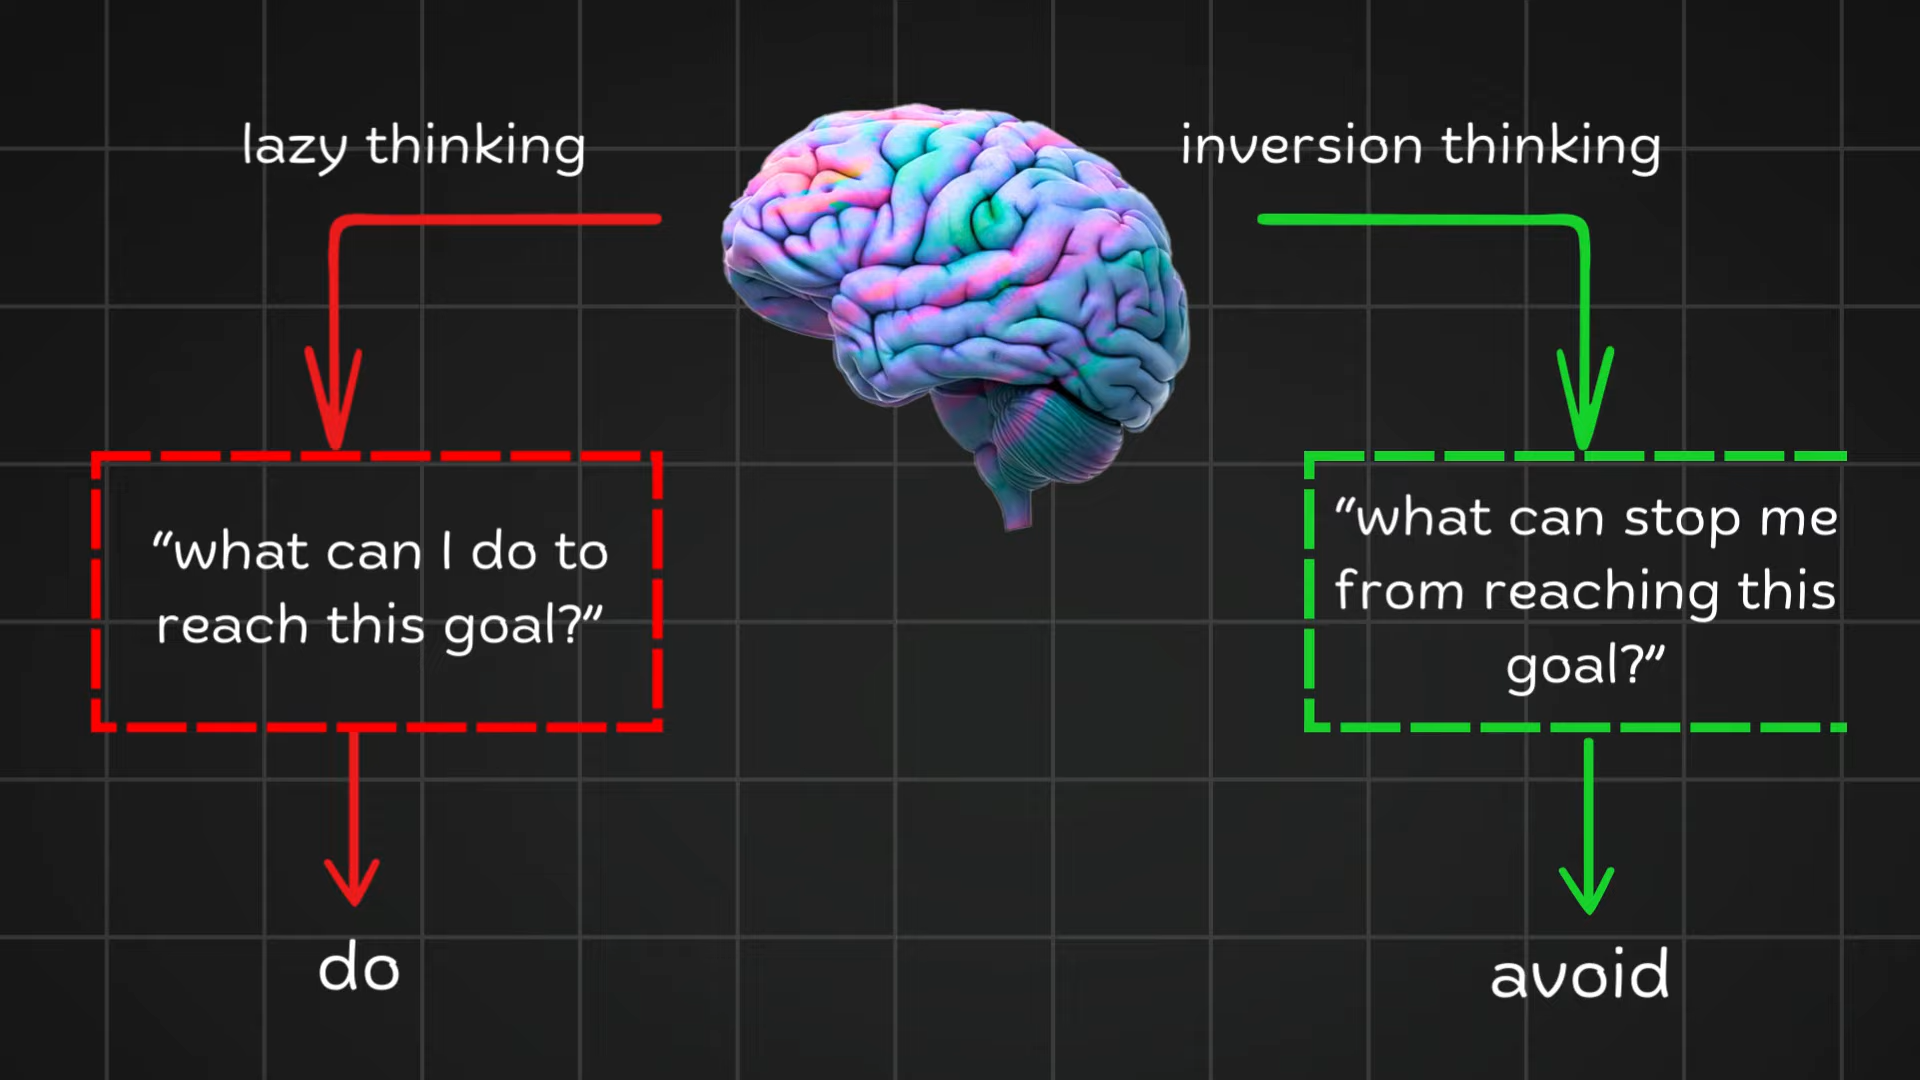 lazy thinking
inversion thinking
“what can I do to
reach this goal?”
“what can stop me
from reaching this
goal?”
do
avoid